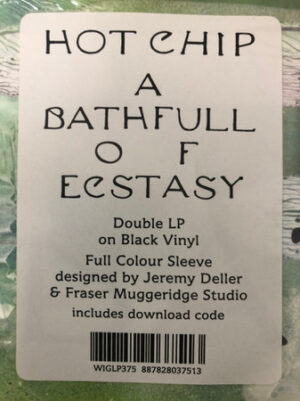 HOT CHIP
A
BATHFULL
O F
ECSTASY
Double LP
on Black Vinyl
Full Colour Sleeve
designed by Jeremy Deller
& Fraser Muggeridge Studio
includes download code
WIGLP375 887828037513